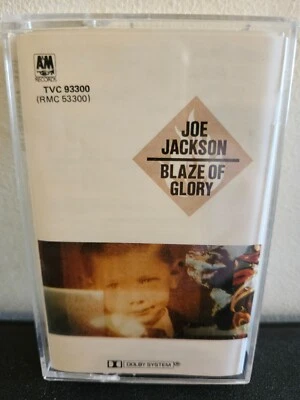 A&M
RECORDS
TVC 93300
(RMC 53300)
JOE
JACKSON
BLAZE OF
GLORY
DOLBY SYSTEM